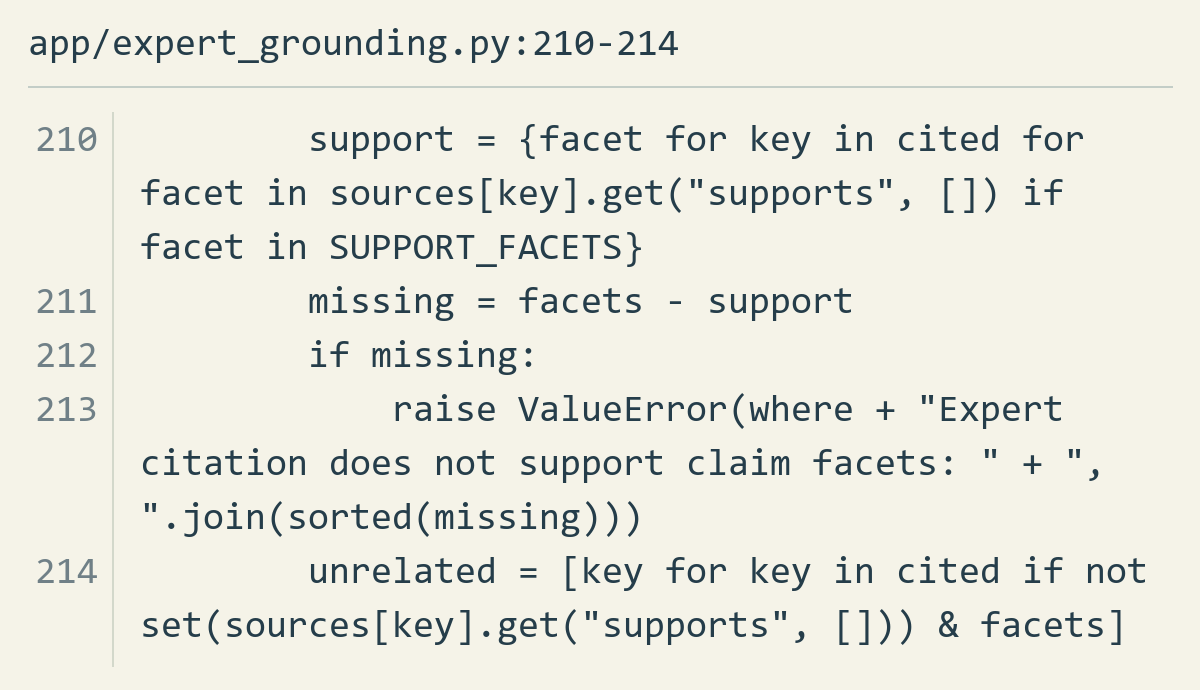 app/expert_grounding.py:210-214
210 support = {facet for key in cited for
facet in sources[key].get("supports", []) if
facet in SUPPORT_FACETS}
211 missing = facets - support
212 if missing:
213 raise ValueError(where + "Expert
citation does not support claim facets: " + ",
".join(sorted(missing)))
214 unrelated = [key for key in cited if not
set(sources[key].get("supports", [])) & facets]